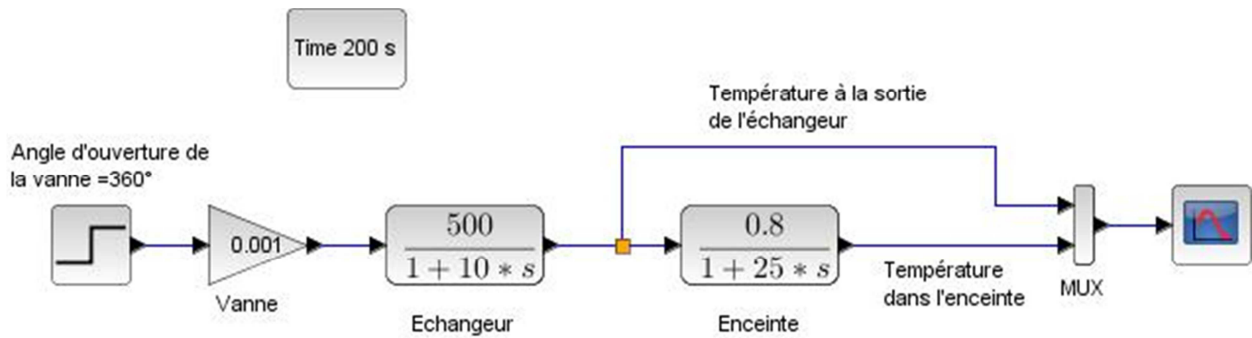 Time 200 s
Température à la sortie
de l'échangeur
Angle d'ouverture de
la vanne =360°
0.001
500
1 + 10 * s
0.8
1 + 25 * s
Vanne
Echangeur
Enceinte
Température
dans l'enceinte
MUX